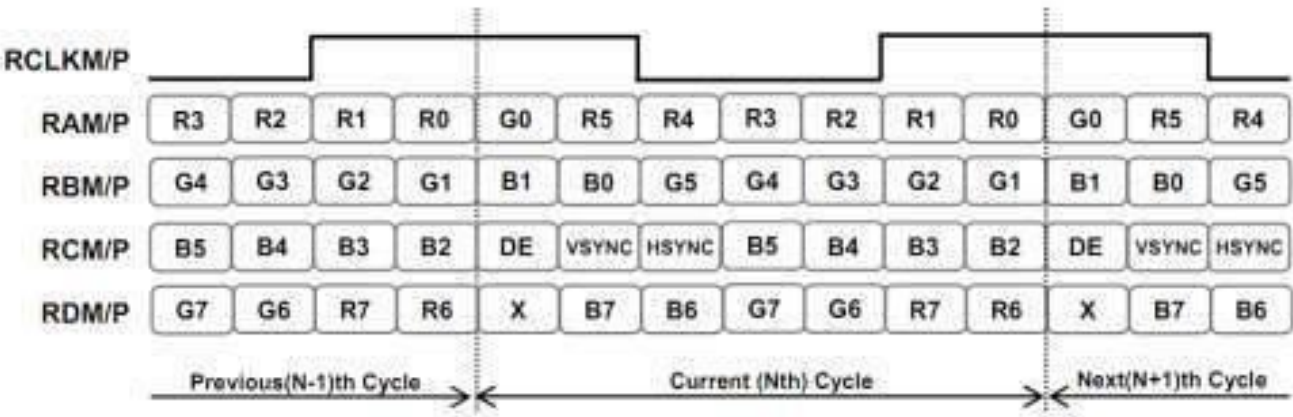 RCLKM/P
RAM/P R3 R2 R1 R0 G0 R5 R4 R3 R2 R1 R0 G0 R5 R4
RBM/P G4 G3 G2 G1 B1 B0 G5 G4 G3 G2 G1 B1 B0 G5
RCM/P B5 B4 B3 B2 DE VSYNC HSYNC B5 B4 B3 B2 DE VSYNC HSYNC
RDM/P G7 G6 R7 R6 X B7 B6 G7 G6 R7 R6 X B7 B6
Previous(N-1)th Cycle Current (Nth) Cycle Next(N+1)th Cycle